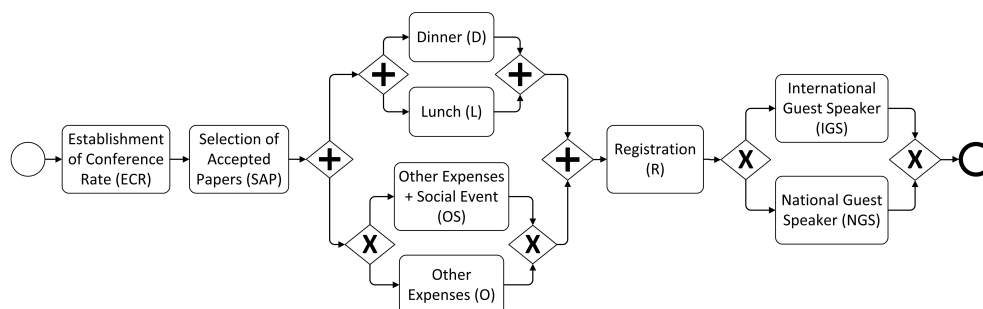 Establishment
of Conference
Rate (ECR)
Selection of
Accepted
Papers (SAP)
Dinner (D)
Lunch (L)
Other Expenses
+ Social Event
(OS)
Other
Expenses (O)
Registration
(R)
International
Guest Speaker
(IGS)
National Guest
Speaker (NGS)